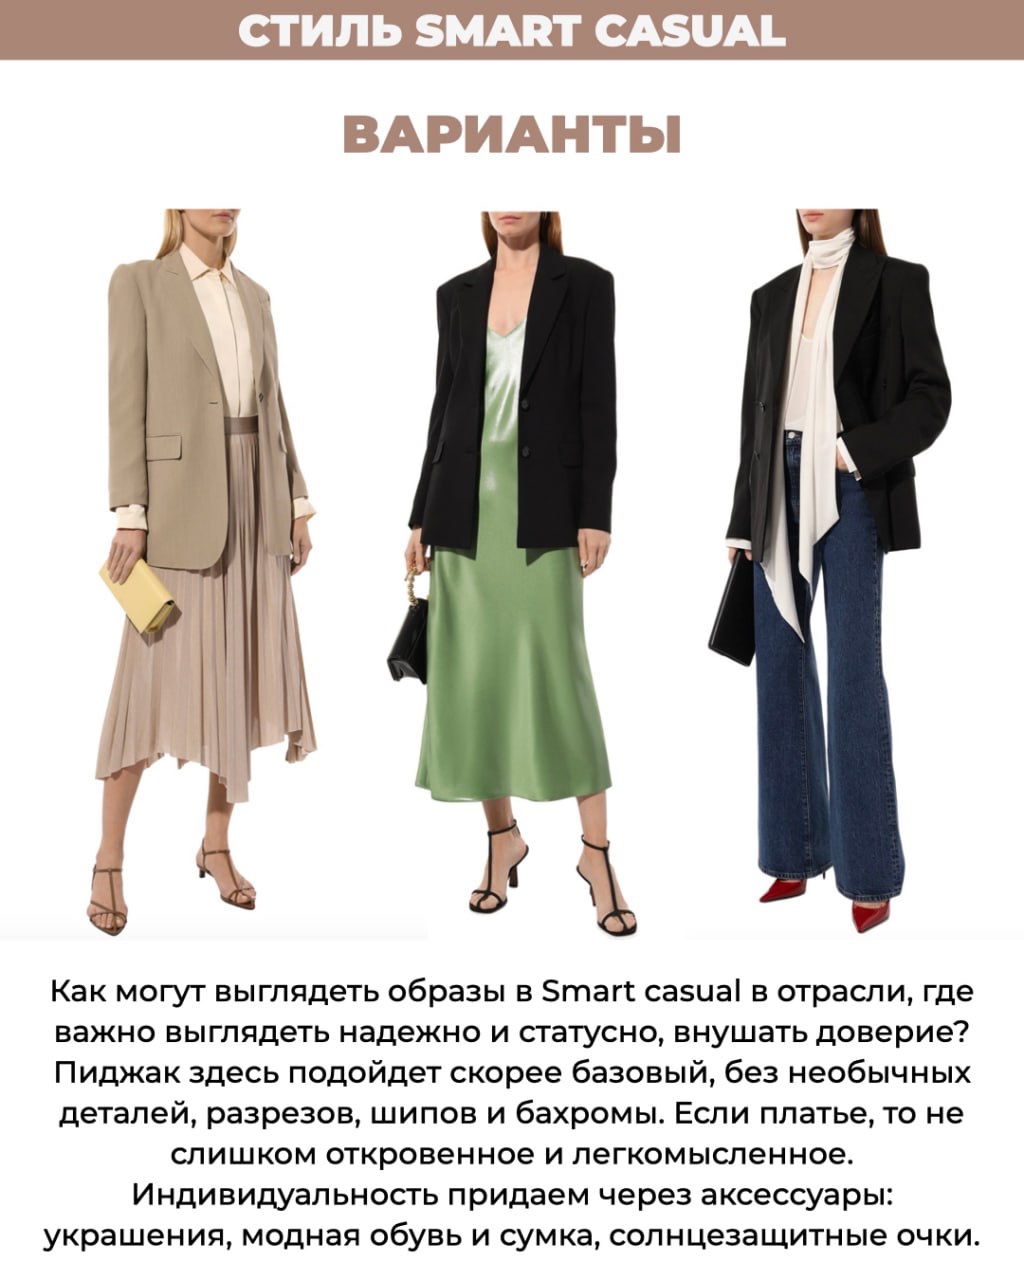 СТИЛЬ SMART CASUAL
ВАРИАНТЫ
Как могут выглядеть образы в Smart casual в отрасли, где
важно выглядеть надежно и статусно, внушать доверие?
Пиджак здесь подойдет скорее базовый, без необычных
деталей, разрезов, шипов и бахромы. Если платье, то не
слишком откровенное и легкомысленное.
Индивидуальность придаем через аксессуары:
украшения, модная обувь и сумка, солнцезащитные очки.